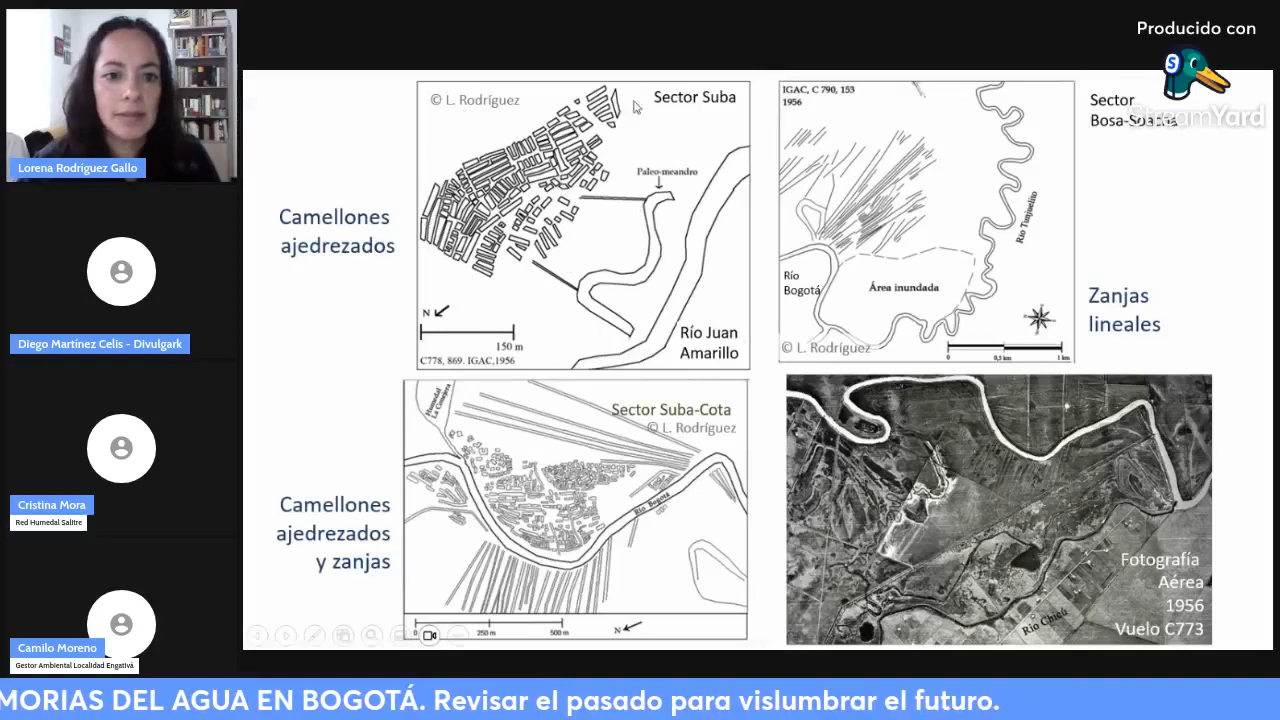 Producido con
S
StreamYard
Lorena Rodríguez Gallo
Diego Martínez Celis - Divulgark
Cristina Mora
Red Humedal Salitre
Camilo Moreno
Gestor Ambiental Localidad Engativá
Camellones
ajedrezados
© L. Rodríguez
Sector Suba
Paleo-meandro
N
150 m
C778, 869. IGAC,1956
Río Juan
Amarillo
IGAC, C 790, 153
1956
Sector
Bosa-Soacha
Río Tunjuelito
Río
Bogotá
Área inundada
© L. Rodríguez
0
0,5 km
1 km
Zanjas
lineales
Camellones
ajedrezados
y zanjas
Humedal
La Conejera
Sector Suba-Cota
© L. Rodríguez
Río Bogotá
0
250 m
500 m
N
Fotografía
Aérea
1956
Vuelo C773
Río Chicú
MORIAS DEL AGUA EN BOGOTÁ. Revisar el pasado para vislumbrar el futuro.